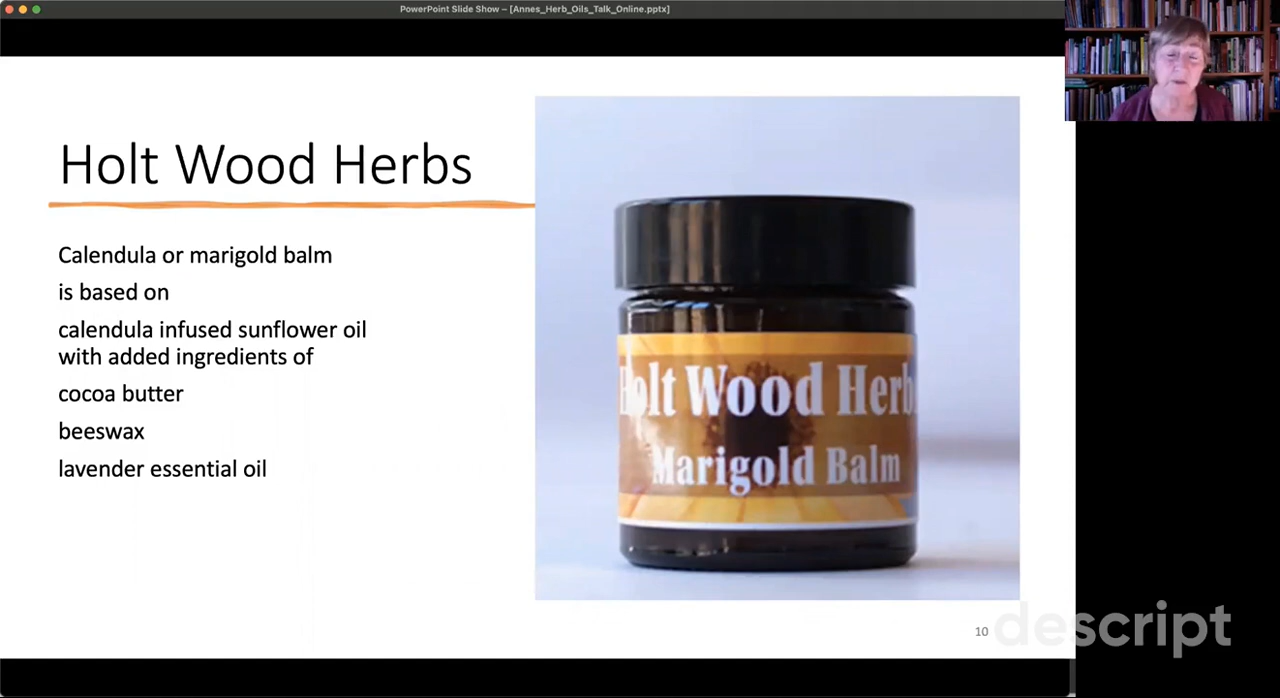 PowerPoint Slide Show – [Annes_Herb_Oils_Talk_Online.pptx]
Holt Wood Herbs
Calendula or marigold balm
is based on
calendula infused sunflower oil
with added ingredients of
cocoa butter
beeswax
lavender essential oil
Holt Wood Herb
Marigold Balm
10
descript